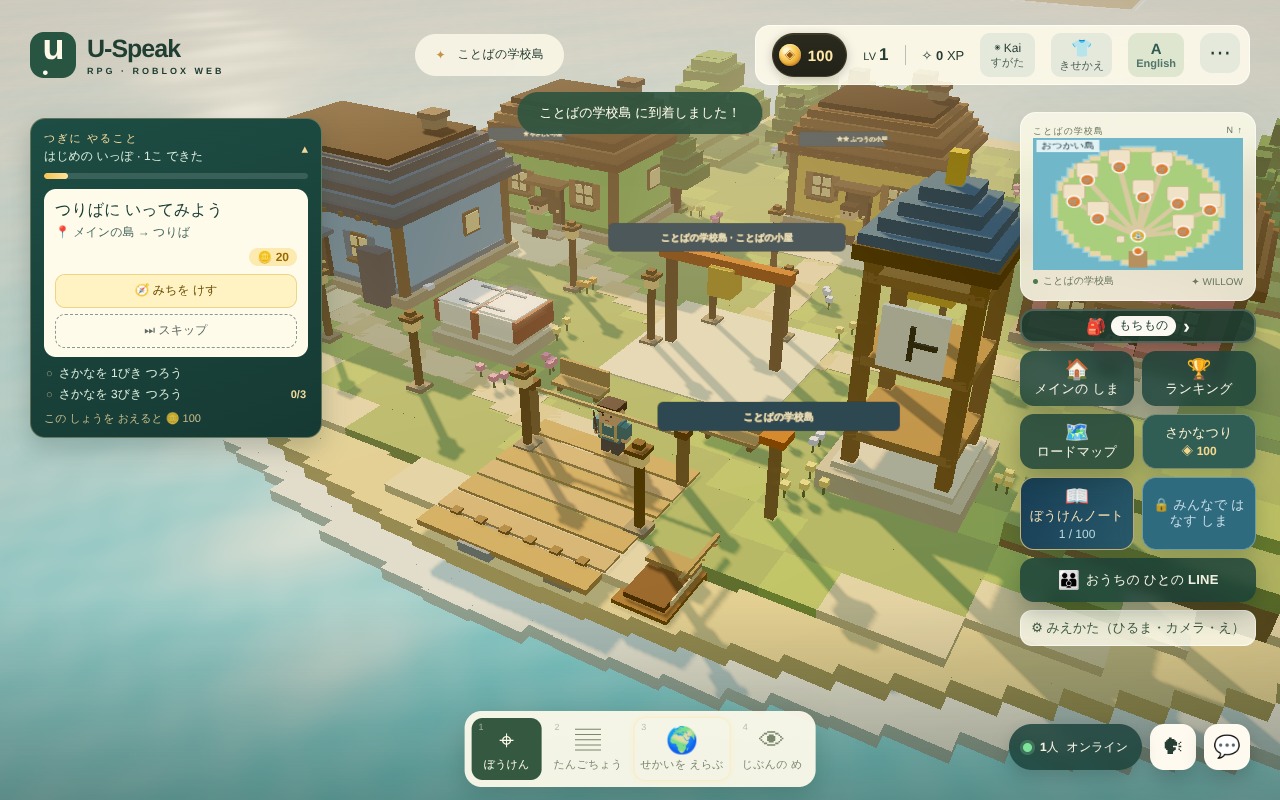 u
U-Speak
RPG · ROBLOX WEB
✦ ことばの学校島
100
LV 1
✧ 0 XP
Kai
すがた
きせかえ
A
English
⋯
ことばの学校島 に到着しました！
つぎに やること
はじめの いっぽ · 1こ できた
▲
つりばに いってみよう
📍 メインの島 → つりば
🪙 20
🧭 みちを けす
⏭ スキップ
○ さかなを 1ぴき つろう
○ さかなを 3びき つろう 0/3
この しょうを おえると 🪙 100
★★ ふつうの小屋
ことばの学校島 · ことばの小屋
ことばの学校島
ことばの学校島 N ↑
おつかい島
● ことばの学校島 ✦ WILLOW
🎒 もちもの ›
🏠
メインの しま
🏆
ランキング
🗺️
ロードマップ
さかなつり
◈ 100
📖
ぼうけんノート
1 / 100
🔒 みんなで は
なす しま
👪 おうちの ひとの LINE
⚙ みえかた（ひるま・カメラ・え）
1
ぼうけん
2
たんごちょう
3
せかいを えらぶ
4
じぶんの め
1人 オンライン